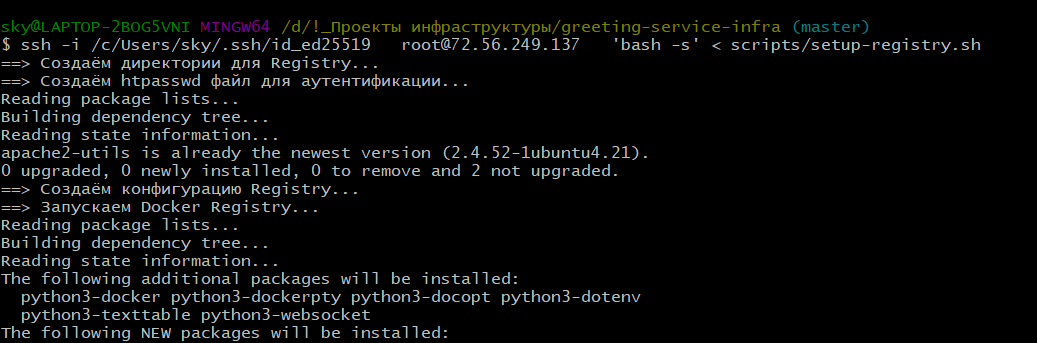 sky@LAPTOP-2BOG5VNI MINGW64 /d/!_Проекты инфраструктуры/greeting-service-infra (master)
$ ssh -i /c/Users/sky/.ssh/id_ed25519   root@72.56.249.137   'bash -s' < scripts/setup-registry.sh
==> Создаём директории для Registry...
==> Создаём htpasswd файл для аутентификации...
Reading package lists...
Building dependency tree...
Reading state information...
apache2-utils is already the newest version (2.4.52-1ubuntu4.21).
0 upgraded, 0 newly installed, 0 to remove and 2 not upgraded.
==> Создаём конфигурацию Registry...
==> Запускаем Docker Registry...
Reading package lists...
Building dependency tree...
Reading state information...
The following additional packages will be installed:
  python3-docker python3-dockerpty python3-docopt python3-dotenv
  python3-texttable python3-websocket
The following NEW packages will be installed: